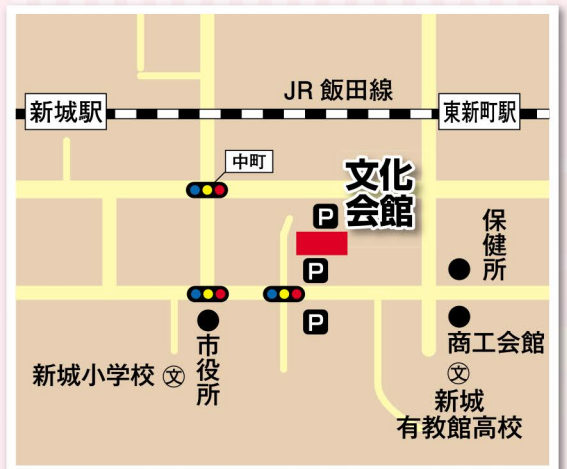 JR 飯田線
新城駅
東新町駅
中町
文化
会館
P
保健所
P
P
市役所
商工会館
新城小学校 文
文
新城
有教館高校